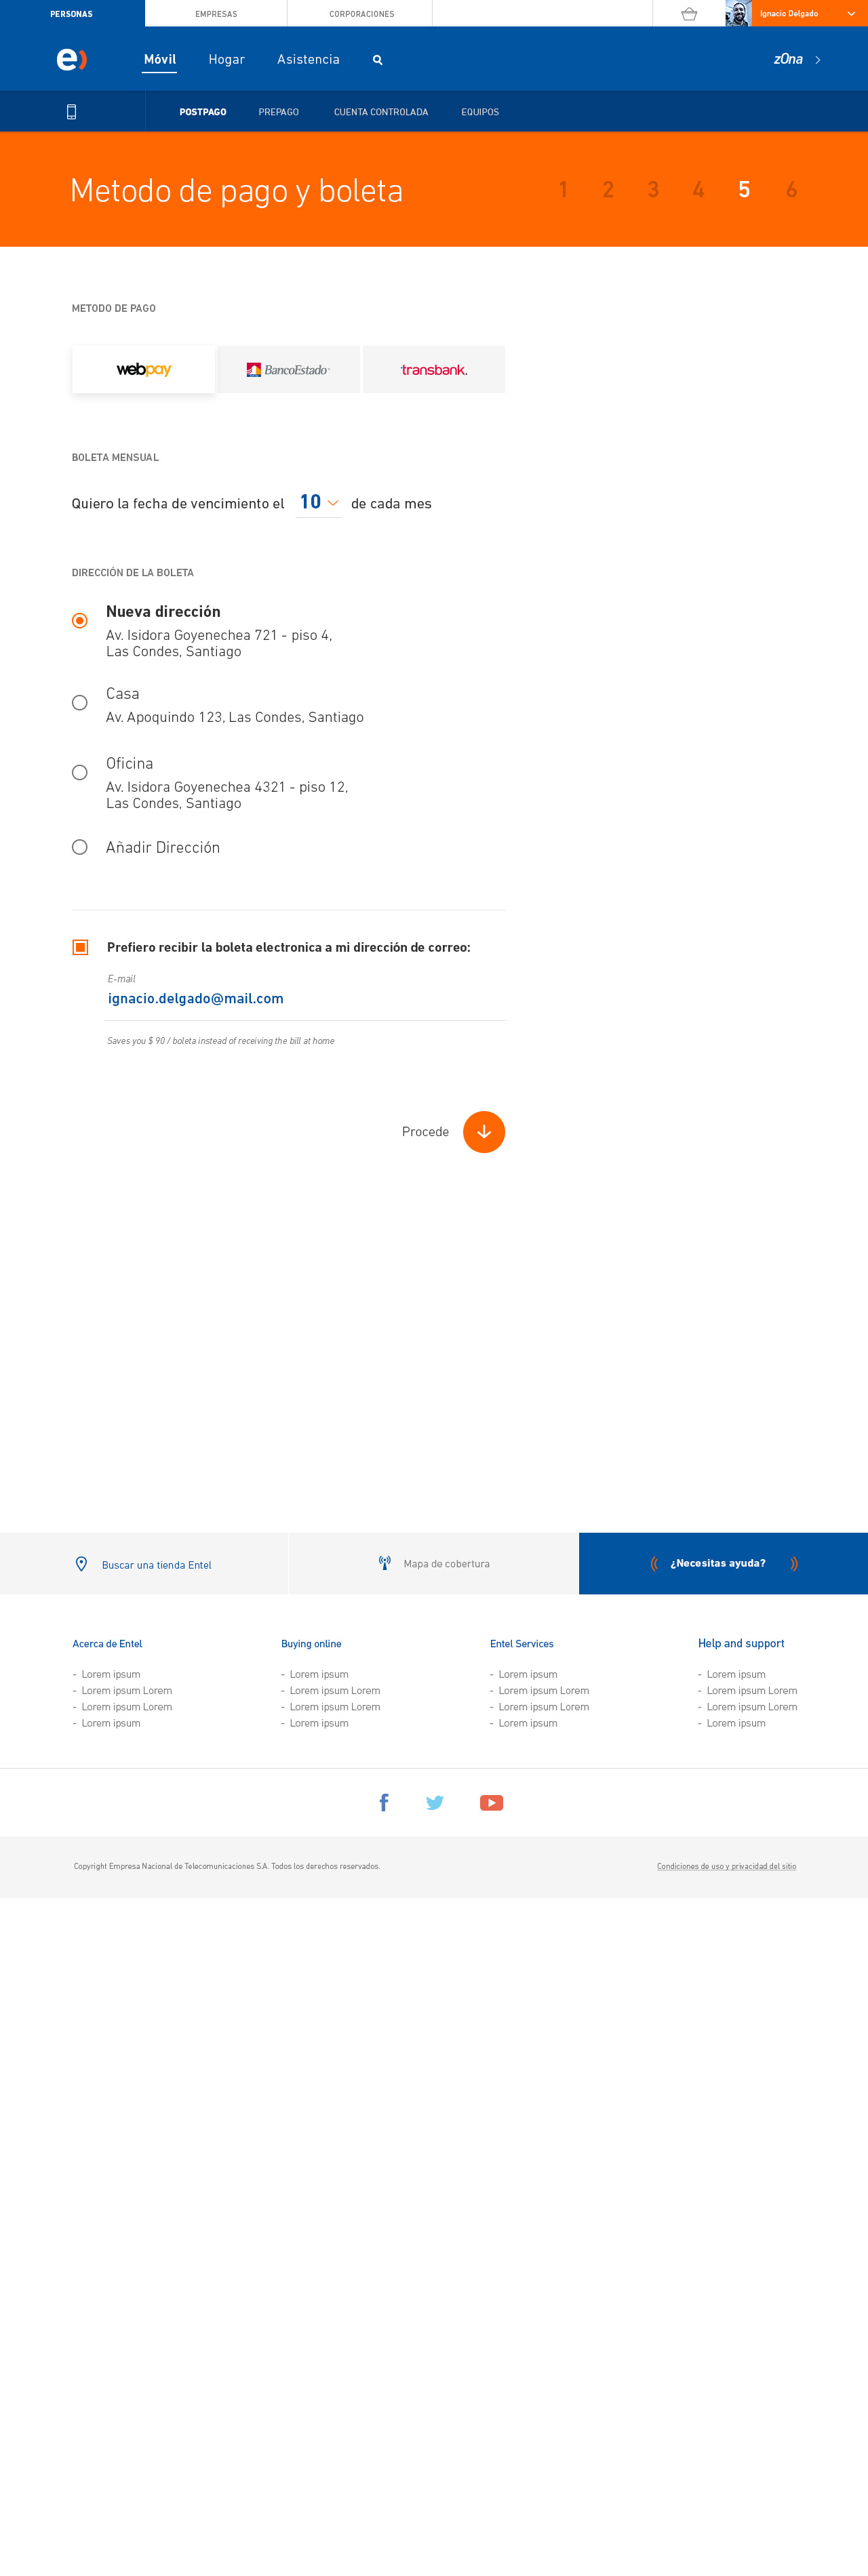 PERSONAS EMPRESAS CORPORACIONES Ignacio Delgado
e) Móvil Hogar Asistencia zOna
POSTPAGO PREPAGO CUENTA CONTROLADA EQUIPOS
Metodo de pago y boleta 1 2 3 4 5 6
METODO DE PAGO
webpay BancoEstado transbank.
BOLETA MENSUAL
Quiero la fecha de vencimiento el 10 de cada mes
DIRECCIÓN DE LA BOLETA
Nueva dirección
Av. Isidora Goyenechea 721 - piso 4,
Las Condes, Santiago
Casa
Av. Apoquindo 123, Las Condes, Santiago
Oficina
Av. Isidora Goyenechea 4321 - piso 12,
Las Condes, Santiago
Añadir Dirección
Prefiero recibir la boleta electronica a mi dirección de correo:
E-mail
ignacio.delgado@mail.com
Saves you $ 90 / boleta instead of receiving the bill at home
Procede
Buscar una tienda Entel Mapa de cobertura ¿Necesitas ayuda?
Acerca de Entel
- Lorem ipsum
- Lorem ipsum Lorem
- Lorem ipsum Lorem
- Lorem ipsum
Buying online
- Lorem ipsum
- Lorem ipsum Lorem
- Lorem ipsum Lorem
- Lorem ipsum
Entel Services
- Lorem ipsum
- Lorem ipsum Lorem
- Lorem ipsum Lorem
- Lorem ipsum
Help and support
- Lorem ipsum
- Lorem ipsum Lorem
- Lorem ipsum Lorem
- Lorem ipsum
Copyright Empresa Nacional de Telecomunicaciones S.A. Todos los derechos reservados. Condiciones de uso y privacidad del sitio